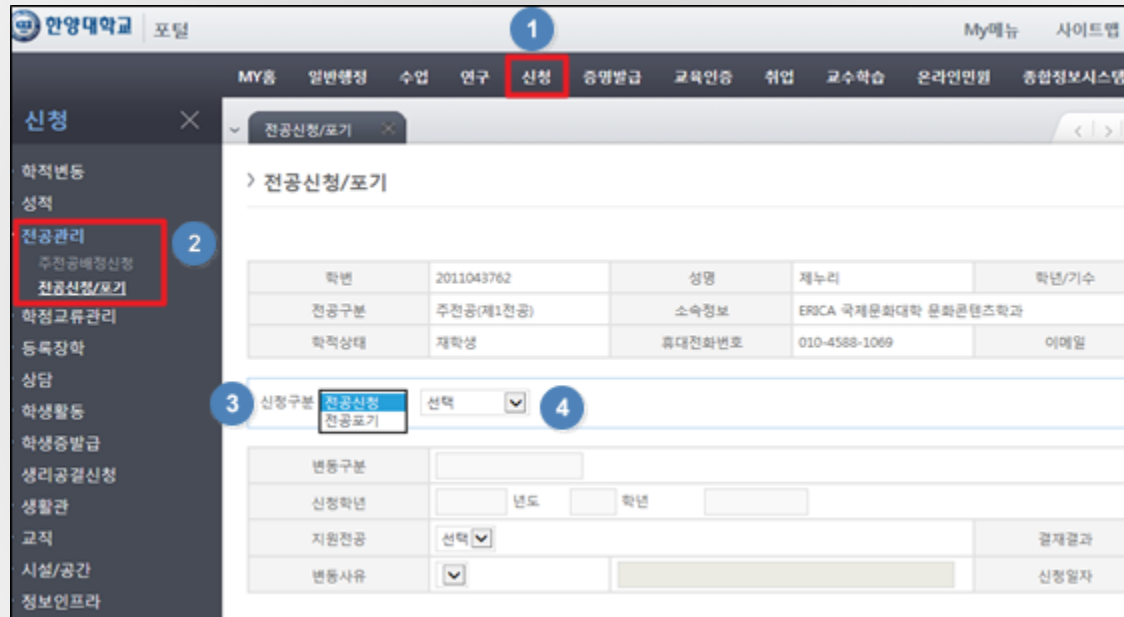 한양대학교 포털
1
My메뉴 사이트맵
MY홈 일반행정 수업 연구 신청 증명발급 교육인증 취업 교수학습 온라인민원 종합정보시스템
신청
전공신청/포기
학적변동
성적
전공관리
2
주전공배정신청
전공신청/포기
학점교류관리
등록장학
상담
학생활동
학생증발급
생리공결신청
생활관
교직
시설/공간
정보인프라
전공신청/포기
학번 2011043762 성명 제누리 학년/기수
전공구분 주전공(제1전공) 소속정보 ERICA 국제문화대학 문화콘텐츠학과
학적상태 재학생 휴대전화번호 010-4588-1069 이메일
3 신청구분 전공신청 선택 4
전공포기
변동구분
신청학년 년도 학년
지원전공 선택 결재결과
변동사유 신청일자